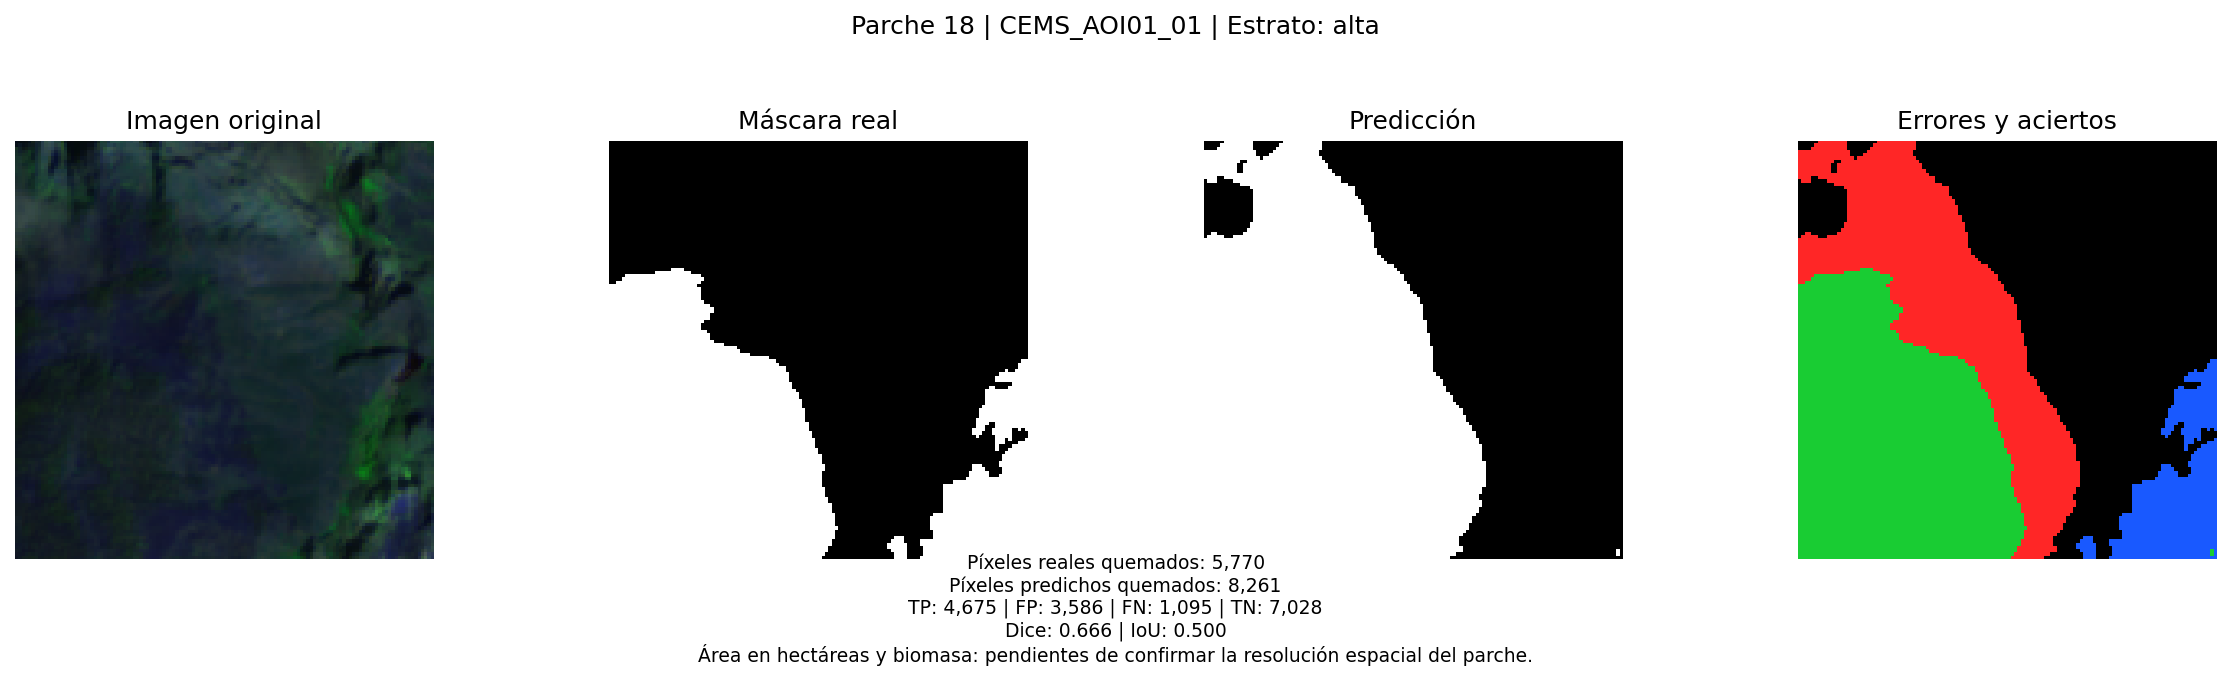 Parche 18 | CEMS_AOI01_01 | Estrato: alta
Imagen original
Máscara real
Predicción
Errores y aciertos
Píxeles reales quemados: 5,770
Píxeles predichos quemados: 8,261
TP: 4,675 | FP: 3,586 | FN: 1,095 | TN: 7,028
Dice: 0.666 | IoU: 0.500
Área en hectáreas y biomasa: pendientes de confirmar la resolución espacial del parche.